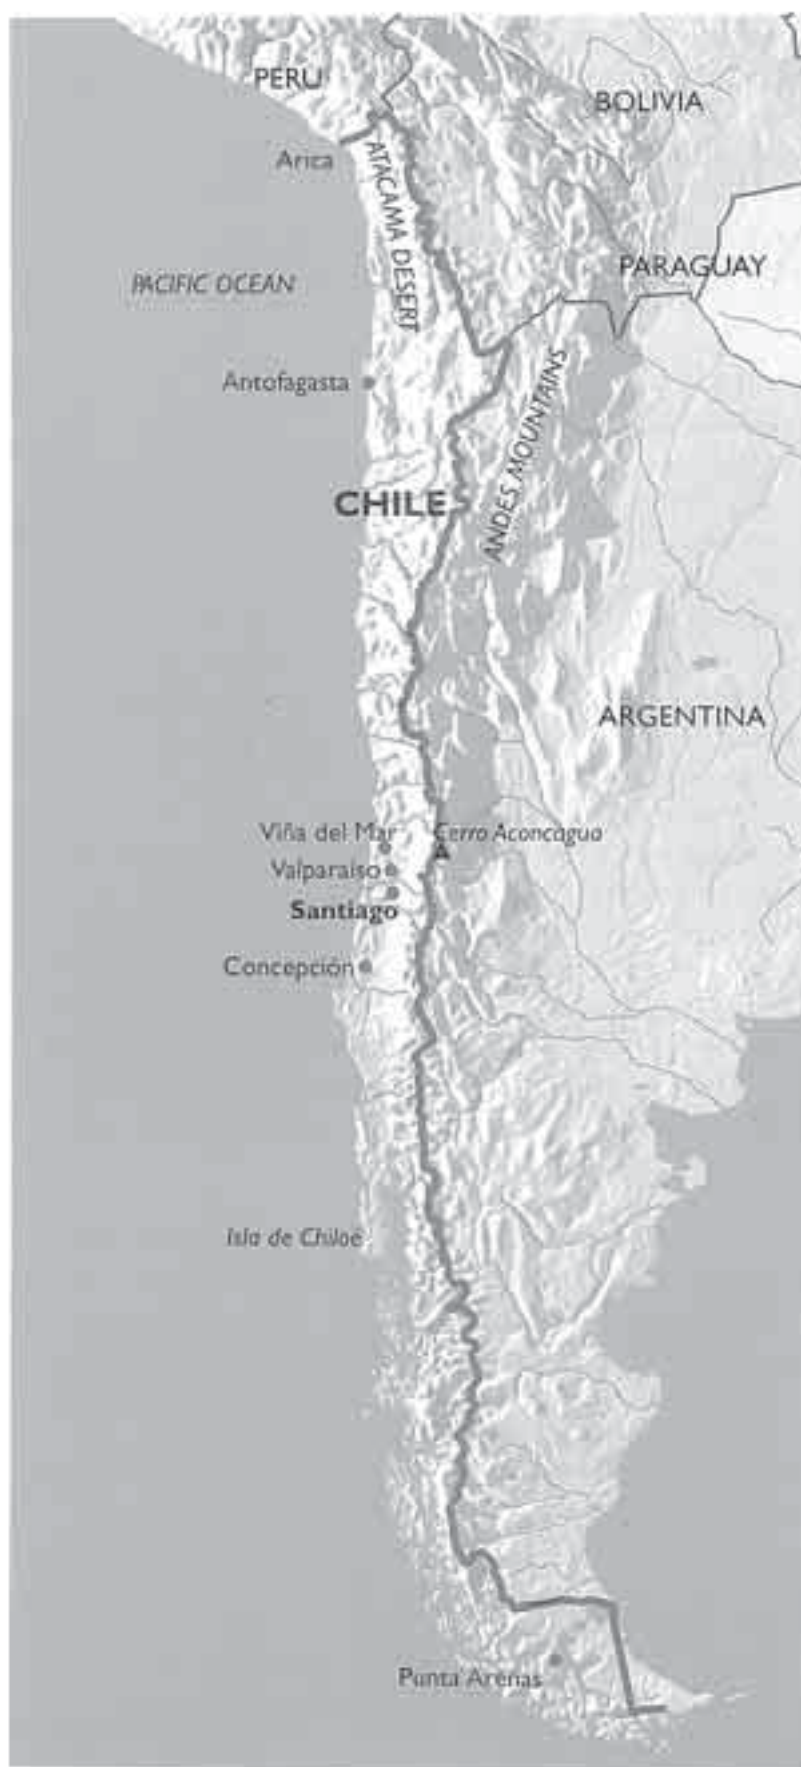 PERU
BOLIVIA
Arica
ATACAMA DESERT
PARAGUAY
PACIFIC OCEAN
Antofagasta
ANDES MOUNTAINS
CHILE
ARGENTINA
Viña del Mar
Cerro Aconcagua
Valparaíso
Santiago
Concepción
Isla de Chiloé
Punta Arenas